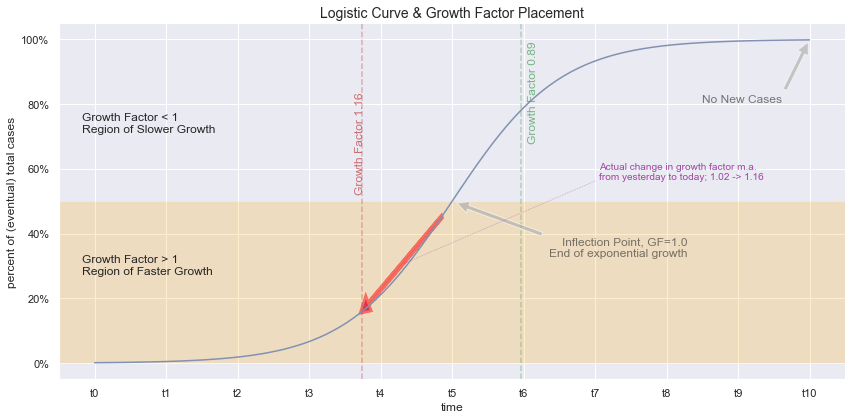 Logistic Curve & Growth Factor Placement
100%
80%
60%
40%
20%
0%
percent of (eventual) total cases
Growth Factor < 1
Region of Slower Growth
Growth Factor > 1
Region of Faster Growth
Growth Factor 1.16
Growth Factor 0.89
No New Cases
Actual change in growth factor m.a.
from yesterday to today; 1.02 -> 1.16
Inflection Point, GF=1.0
End of exponential growth
t0 t1 t2 t3 t4 t5 t6 t7 t8 t9 t10
time